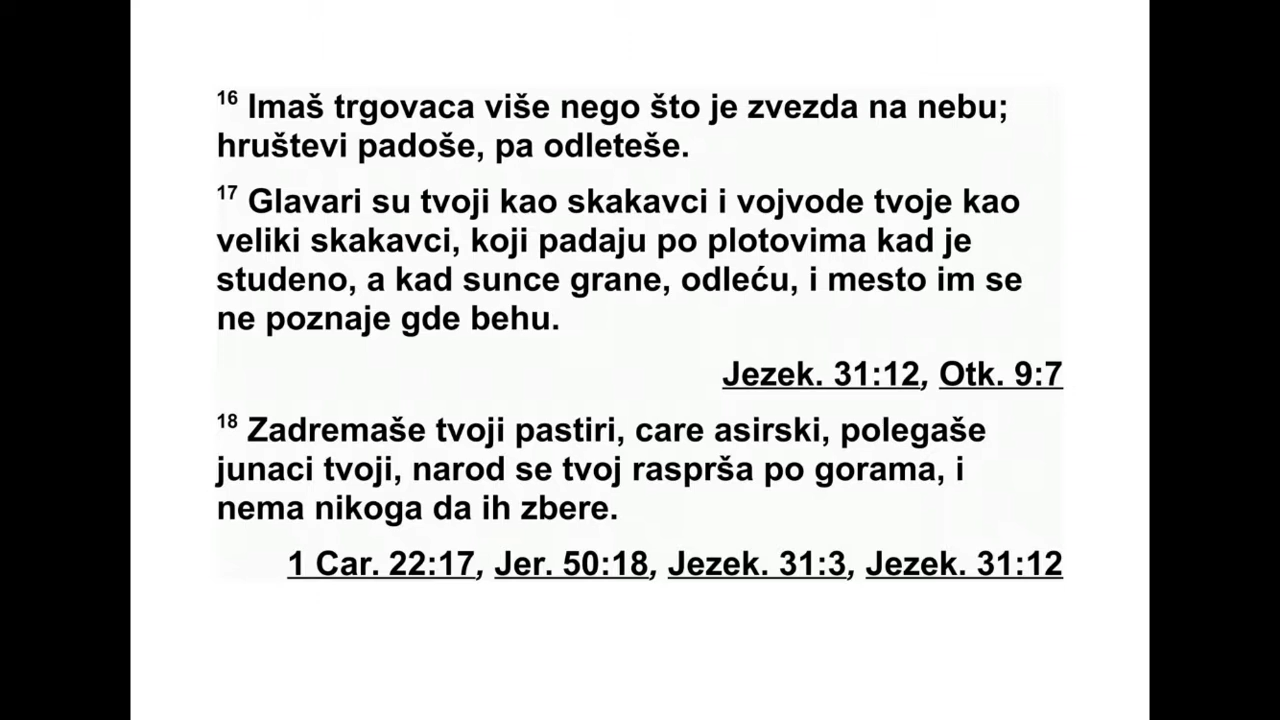 16 Imaš trgovaca više nego što je zvezda na nebu;
hruštevi padoše, pa odleteše.
17 Glavari su tvoji kao skakavci i vojvode tvoje kao
veliki skakavci, koji padaju po plotovima kad je
studeno, a kad sunce grane, odleću, i mesto im se
ne poznaje gde behu.
Jezek. 31:12, Otk. 9:7
18 Zadremaše tvoji pastiri, care asirski, polegaše
junaci tvoji, narod se tvoj rasprša po gorama, i
nema nikoga da ih zbere.
1 Car. 22:17, Jer. 50:18, Jezek. 31:3, Jezek. 31:12